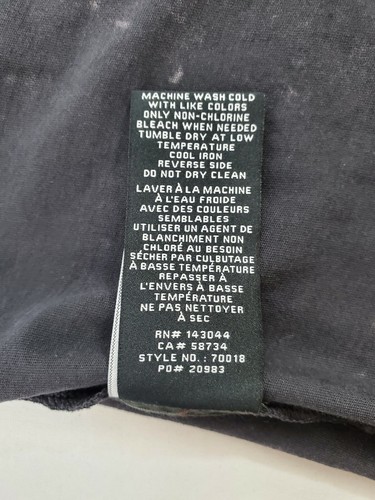 MACHINE WASH COLD
WITH LIKE COLORS
ONLY NON-CHLORINE
BLEACH WHEN NEEDED
TUMBLE DRY AT LOW
TEMPERATURE
COOL IRON
REVERSE SIDE
DO NOT DRY CLEAN
LAVER À LA MACHINE
À L'EAU FROIDE
AVEC DES COULEURS
SEMBLABLES
UTILISER UN AGENT DE
BLANCHIMENT NON
CHLORÉ AU BESOIN
SÉCHER PAR CULBUTAGE
À BASSE TEMPÉRATURE
REPASSER À
L'ENVERS À BASSE
TEMPÉRATURE
NE PAS NETTOYER
À SEC
RN# 143044
CA# 58734
STYLE NO.: 70018
PO# 20983